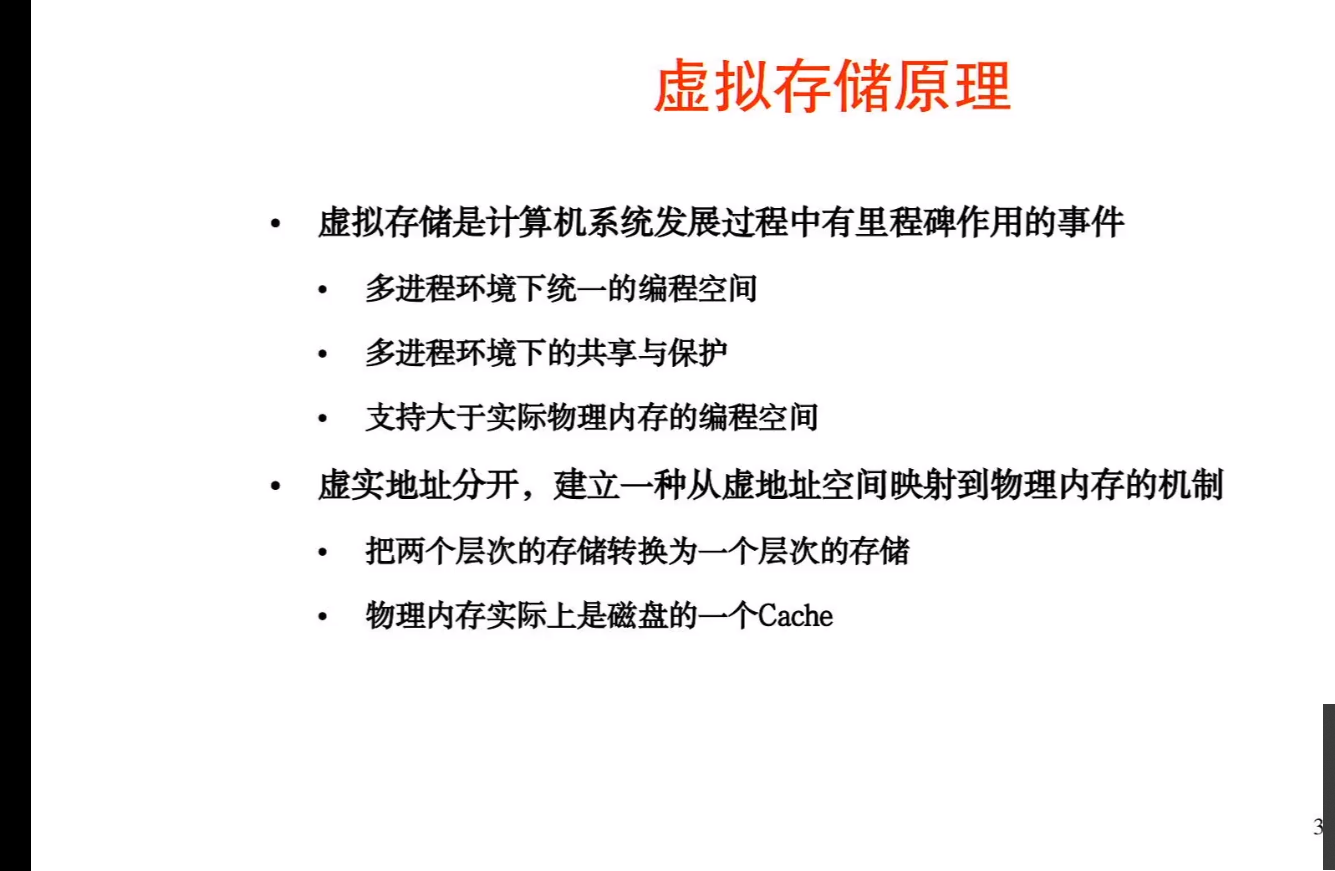 虚拟存储原理
• 虚拟存储是计算机系统发展过程中有里程碑作用的事件
• 多进程环境下统一的编程空间
• 多进程环境下的共享与保护
• 支持大于实际物理内存的编程空间
• 虚实地址分开，建立一种从虚地址空间映射到物理内存的机制
• 把两个层次的存储转换为一个层次的存储
• 物理内存实际上是磁盘的一个Cache
3